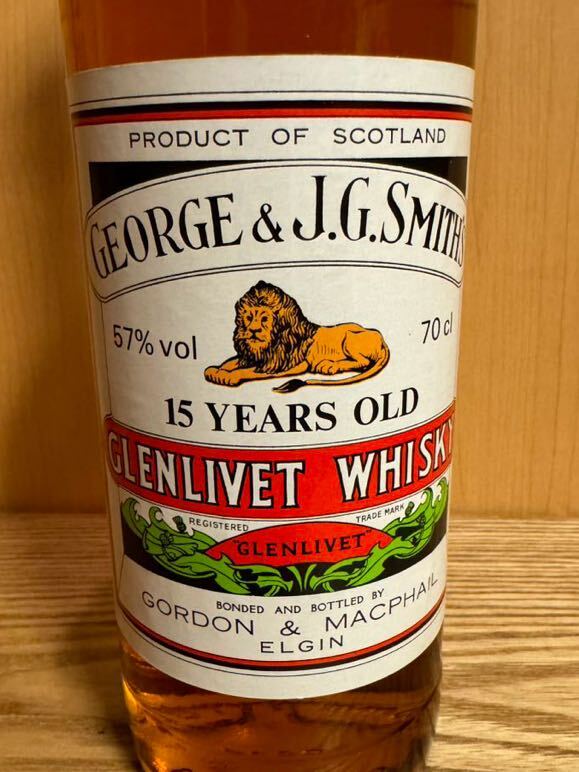 PRODUCT OF SCOTLAND
GEORGE & J.G. SMITH'S
57% vol
70 cl
15 YEARS OLD
GLENLIVET WHISKY
REGISTERED
TRADE MARK
"GLENLIVET"
BONDED AND BOTTLED BY
GORDON & MACPHAIL
ELGIN